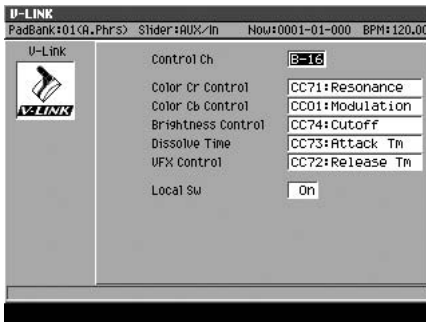 V-LINK
PadBank:01(A.Phrs) Slider:AUX/In Now:0001-01-000 BPM:120.00
V-Link
V-LINK
Control Ch B-16
Color Cr Control CC71:Resonance
Color Cb Control CC01:Modulation
Brightness Control CC74:Cutoff
Dissolve Time CC73:Attack Tm
VFX Control CC72:Release Tm
Local Sw On